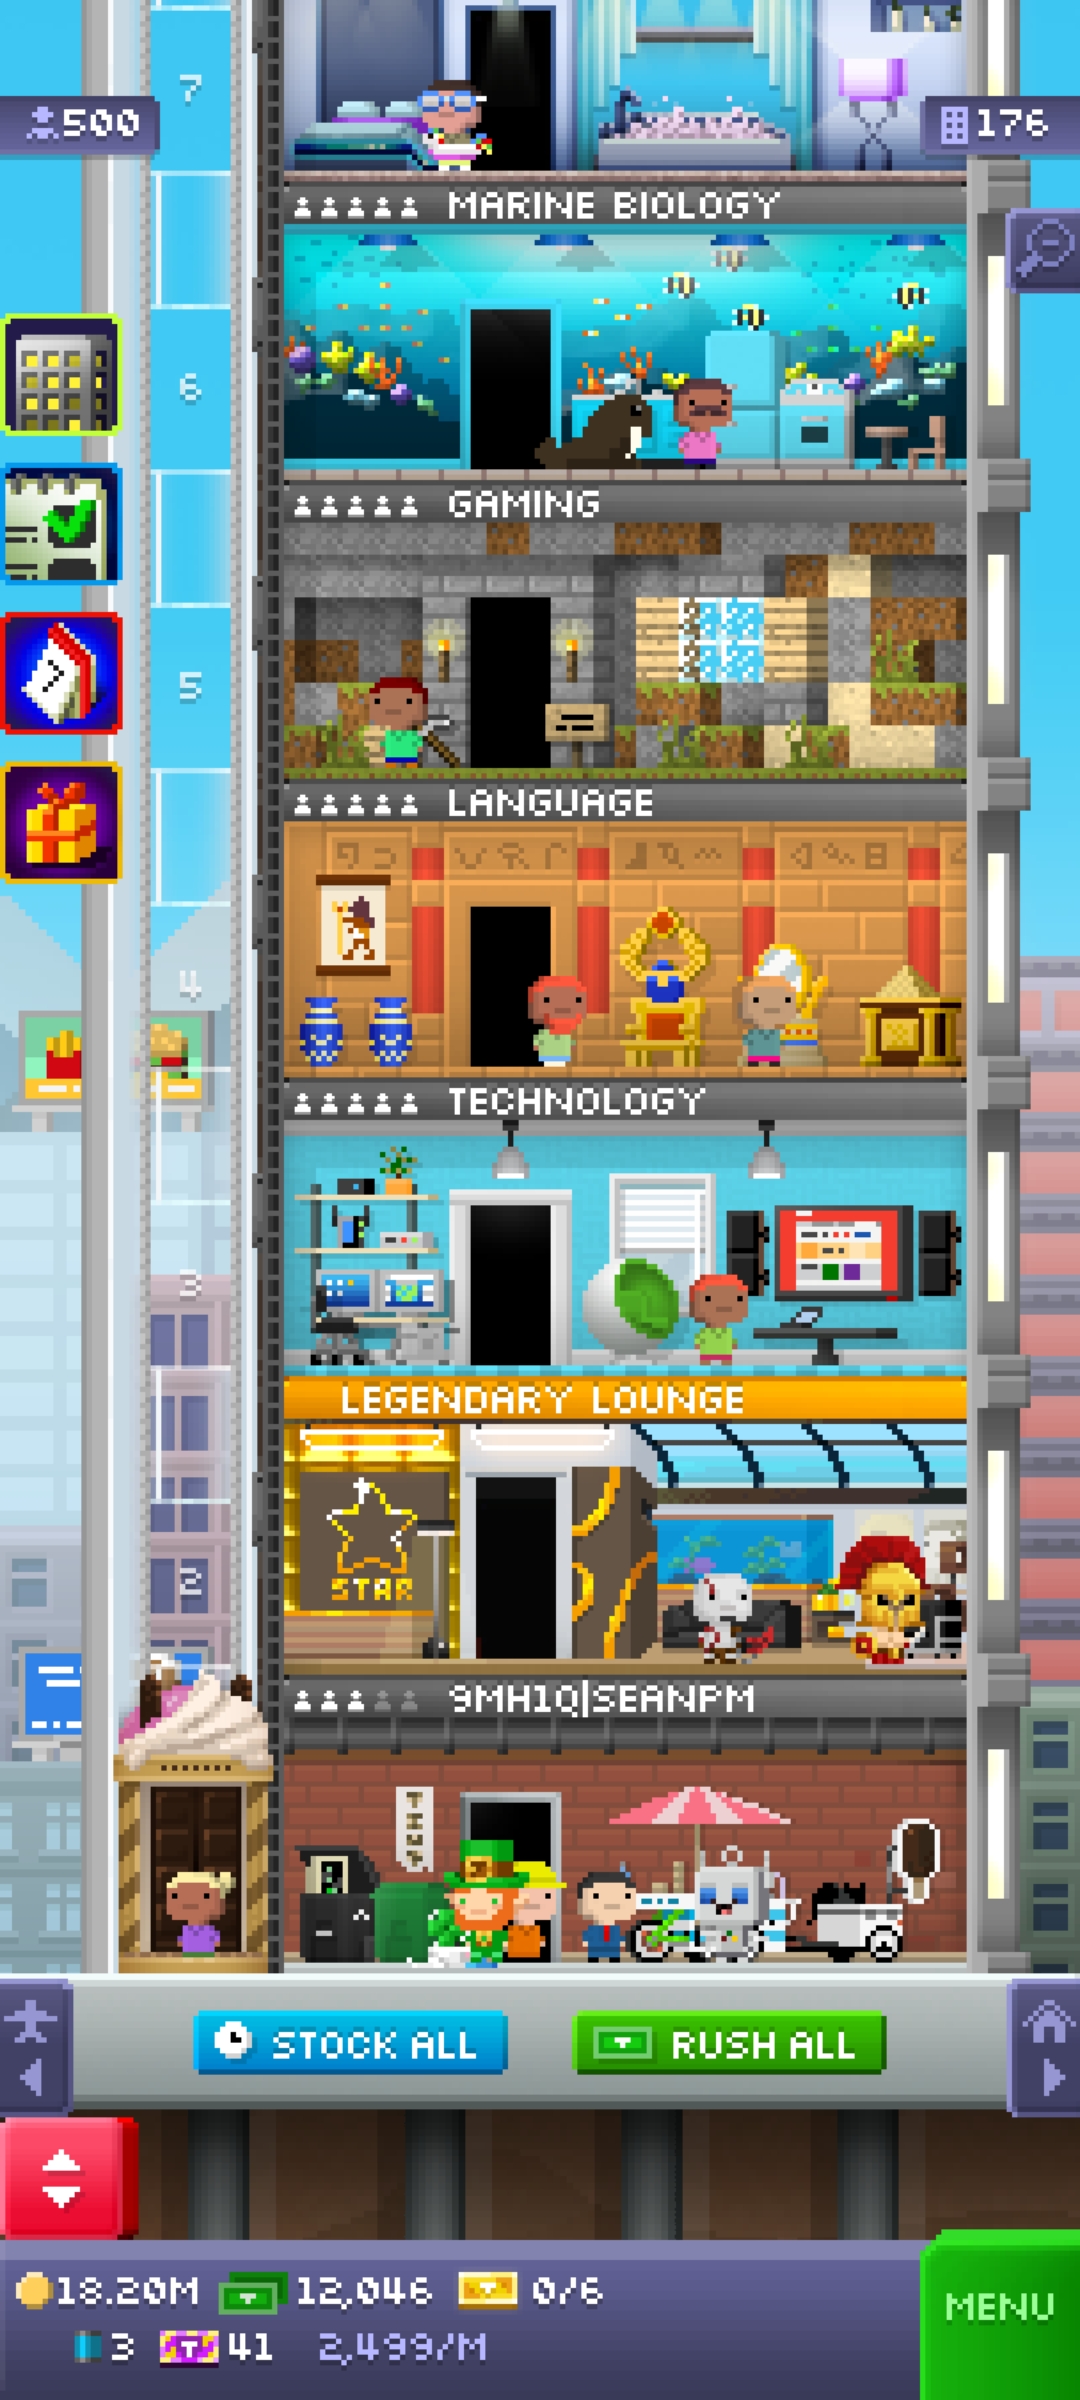 7
500
176
MARINE BIOLOGY
6
GAMING
5
LANGUAGE
4
TECHNOLOGY
3
LEGENDARY LOUNGE
STAR
2
9MH1Q|SEANPM
TINY
STOCK ALL
RUSH ALL
18.20M
12,046
0/6
MENU
3
T
41
2,499/M